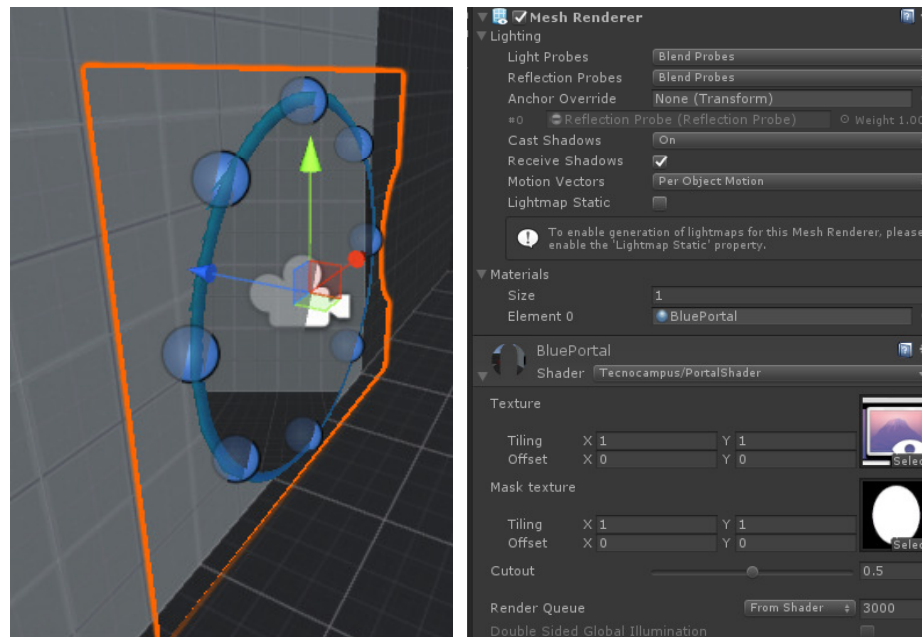 Mesh Renderer
Lighting
Light Probes Blend Probes
Reflection Probes Blend Probes
Anchor Override None (Transform)
#0 Reflection Probe (Reflection Probe) Weight 1.00
Cast Shadows On
Receive Shadows
Motion Vectors Per Object Motion
Lightmap Static
To enable generation of lightmaps for this Mesh Renderer, please
enable the 'Lightmap Static' property.
Materials
Size 1
Element 0 BluePortal
BluePortal
Shader Tecnocampus/PortalShader
Texture
Tiling X 1 Y 1
Offset X 0 Y 0
Selec
Mask texture
Tiling X 1 Y 1
Offset X 0 Y 0
Selec
Cutout 0.5
Render Queue From Shader 3000
Double Sided Global Illumination